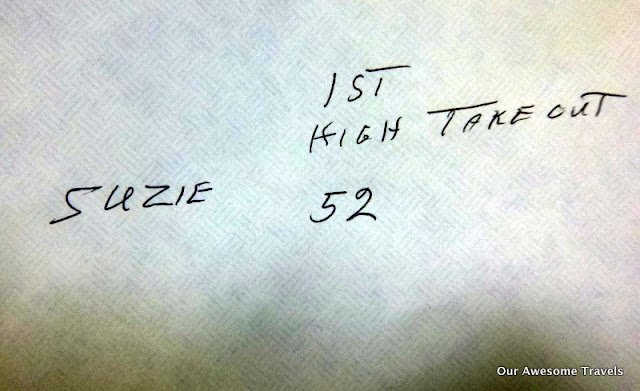 1ST
HIGH TAKE OUT
SUZIE 52
Our Awesome Travels